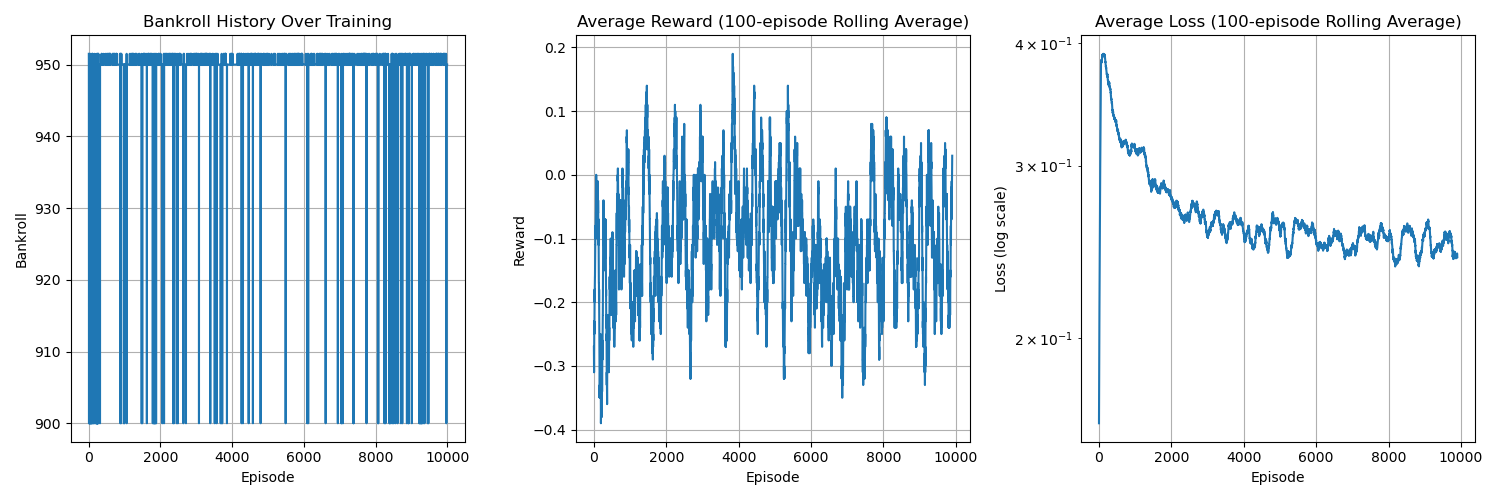 Bankroll History Over Training
950
940
930
920
910
900
Bankroll
0 2000 4000 6000 8000 10000
Episode
Average Reward (100-episode Rolling Average)
0.2
0.1
0.0
−0.1
−0.2
−0.3
−0.4
Reward
0 2000 4000 6000 8000 10000
Episode
Average Loss (100-episode Rolling Average)
4 × 10⁻¹
3 × 10⁻¹
2 × 10⁻¹
Loss (log scale)
0 2000 4000 6000 8000 10000
Episode